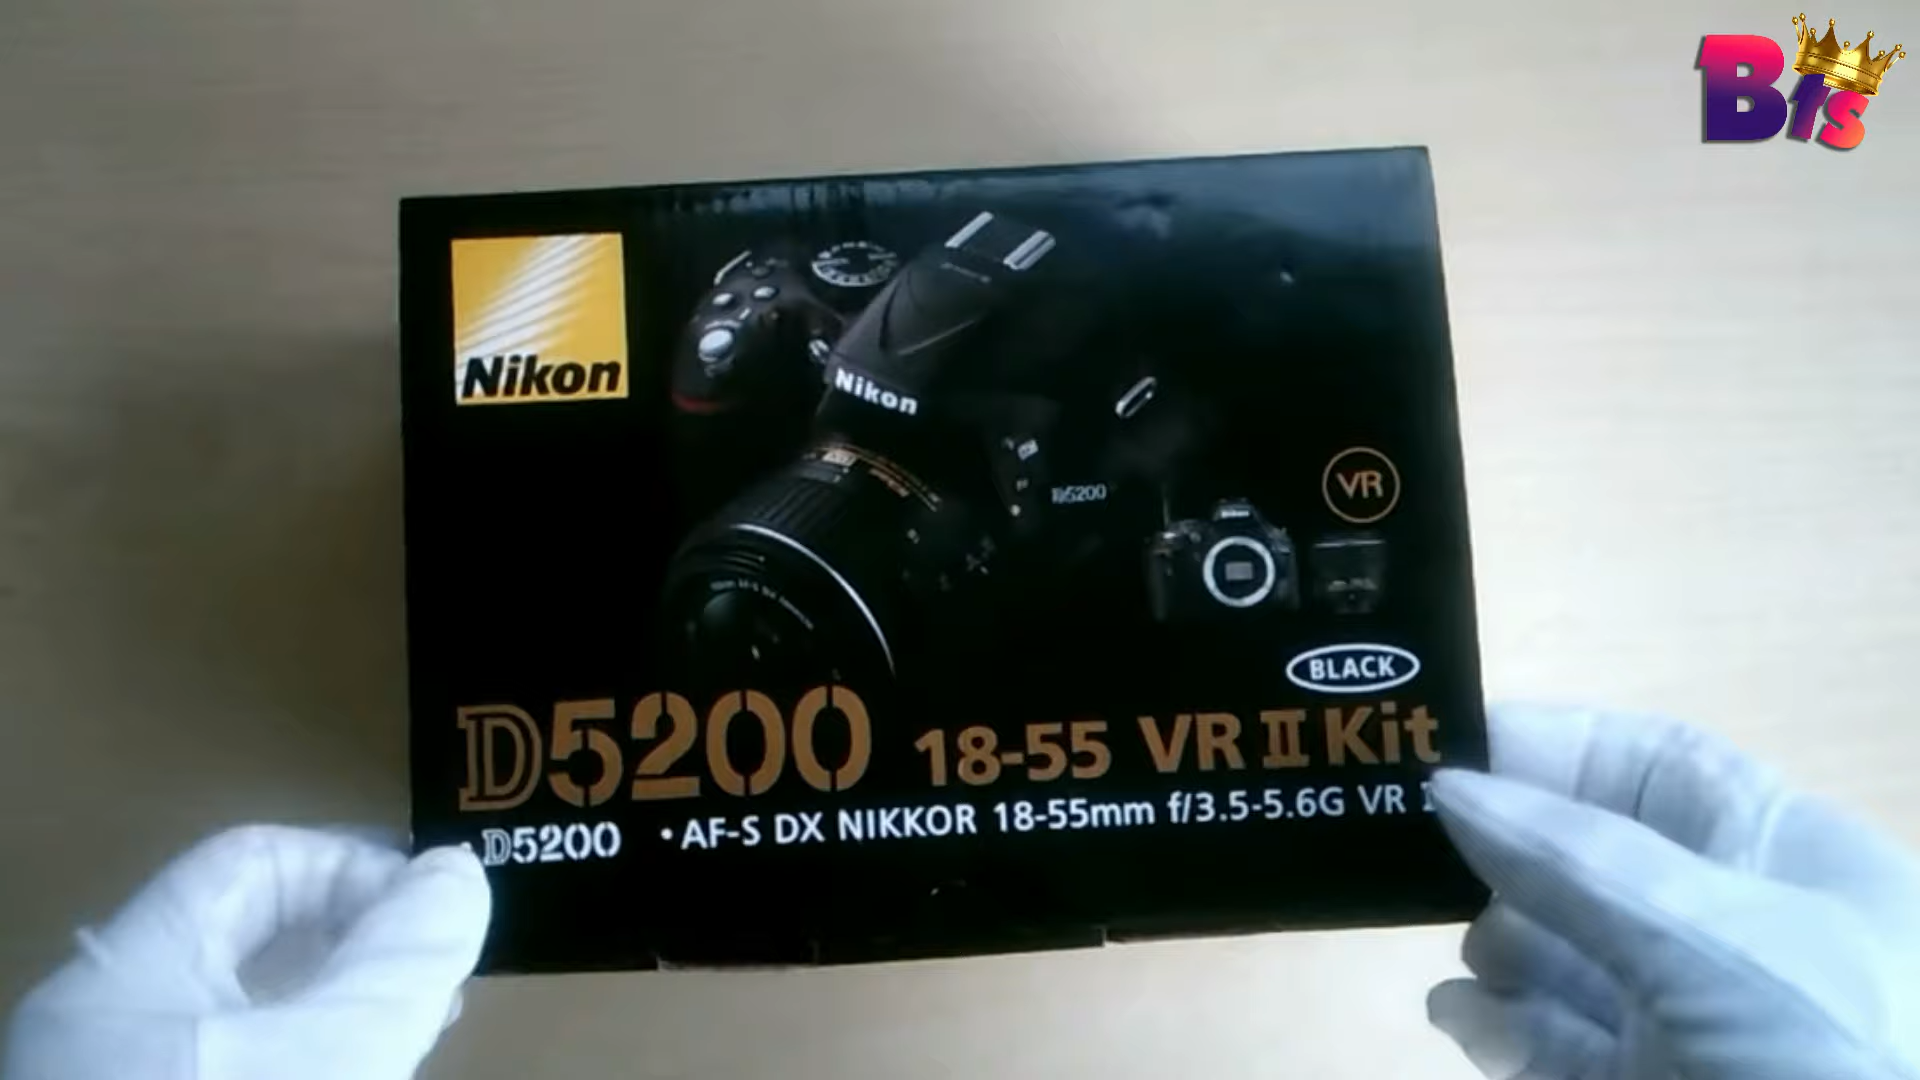 Bts
Nikon
Nikon
D5200
VR
BLACK
D5200 18-55 VR II Kit
• D5200 • AF-S DX NIKKOR 18-55mm f/3.5-5.6G VR